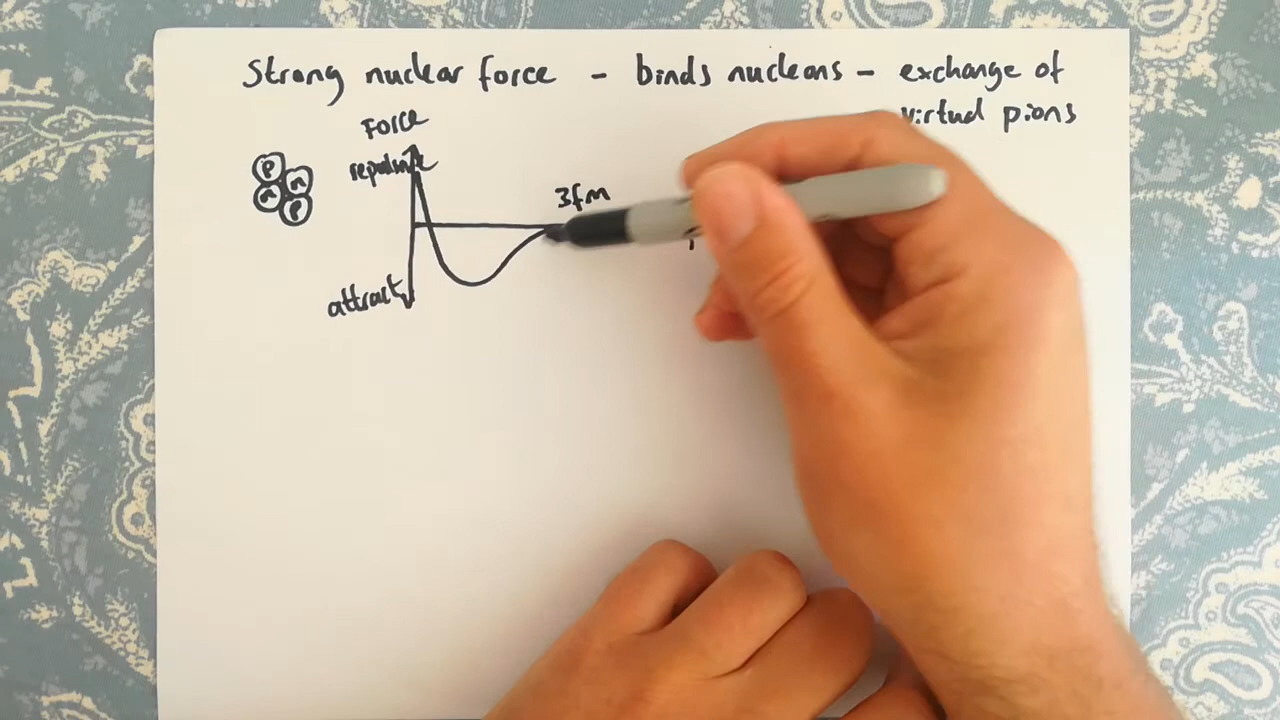 Strong nuclear force - binds nucleons - exchange of
virtual pions
Force
repulsive
3fm
attract
p
n
n
p